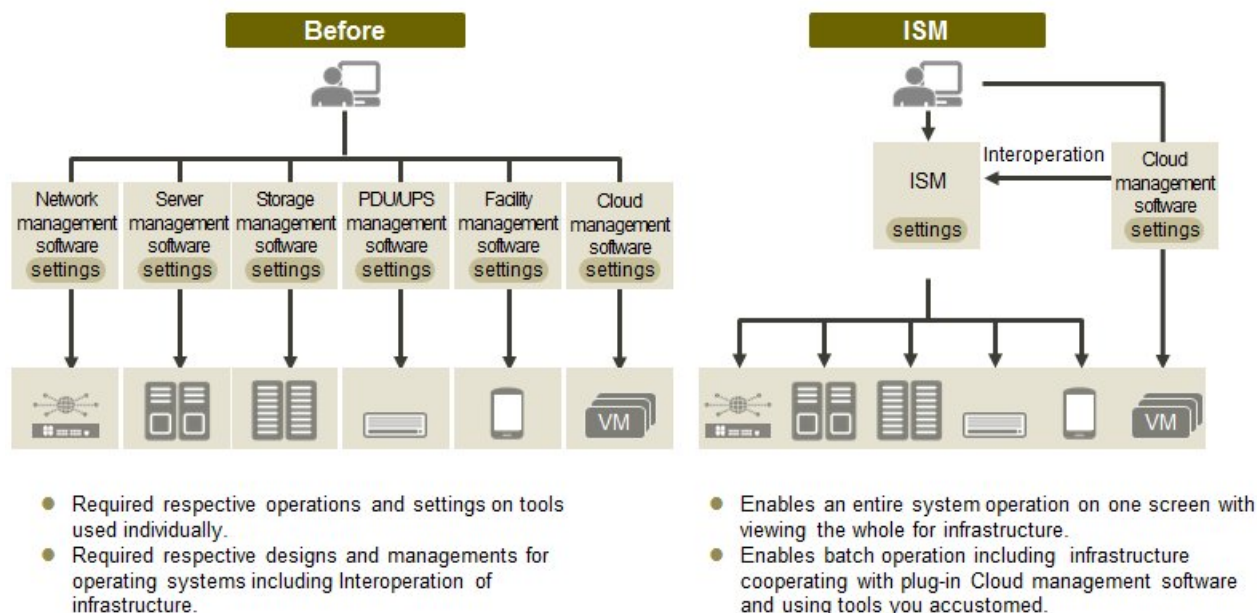 Before
Network
management
software
settings
Server
management
software
settings
Storage
management
software
settings
PDU/UPS
management
software
settings
Facility
management
software
settings
Cloud
management
software
settings
VM
● Required respective operations and settings on tools
used individually.
● Required respective designs and managements for
operating systems including Interoperation of
infrastructure.
ISM
ISM
settings
Interoperation
Cloud
management
software
settings
VM
● Enables an entire system operation on one screen with
viewing the whole for infrastructure.
● Enables batch operation including infrastructure
cooperating with plug-in Cloud management software
and using tools you accustomed.